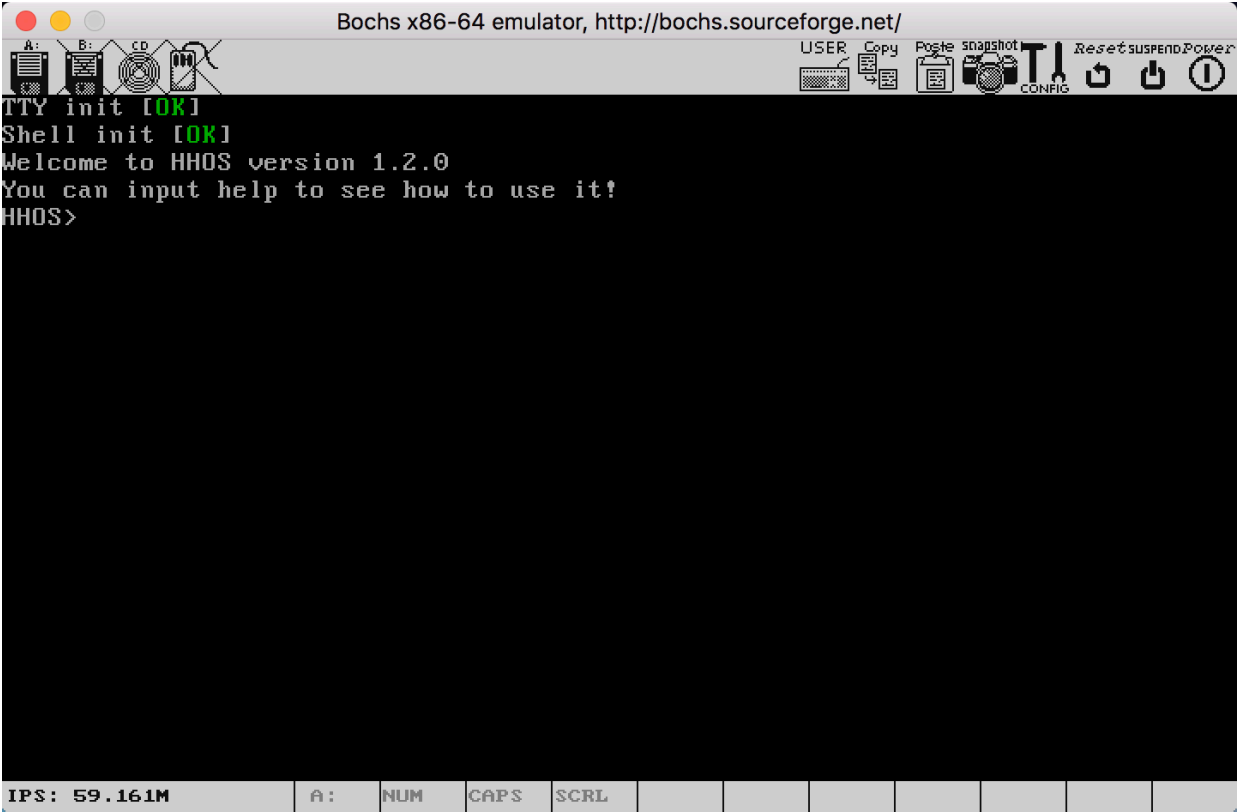 Bochs x86-64 emulator, http://bochs.sourceforge.net/
A: B: CD USER Copy Paste snapshot CONFIG Reset SUSPEND Power
TTY init [OK]
Shell init [OK]
Welcome to HHOS version 1.2.0
You can input help to see how to use it!
HHOS>
IPS: 59.161M A: NUM CAPS SCRL